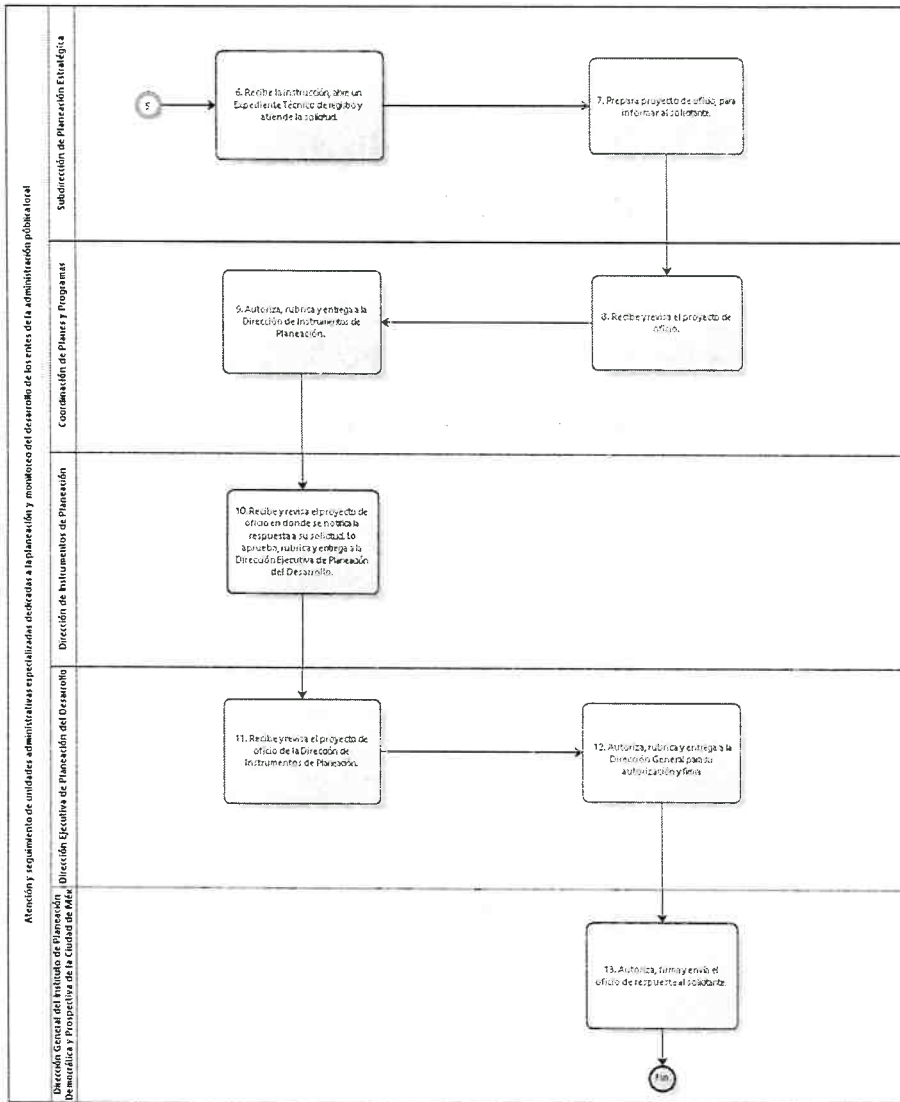 Atención y seguimiento de unidades administrativas especializadas dedicadas a la planeación y monitoreo del desarrollo de los entes de la administración pública local
Subdirección de Planeación Estratégica
5
6. Recibe la instrucción, abre un
Expediente Técnico de registro y
atiende la solicitud.
7. Prepara proyecto de oficio, para
informar al solicitante.
Coordinación de Planes y Programas
9. Autoriza, rubrica y entrega a la
Dirección de Instrumentos de
Planeación.
8. Recibe y revisa el proyecto de
oficio.
Dirección de Instrumentos de Planeación
10. Recibe y revisa el proyecto de
oficio en donde se notifica la
respuesta a su solicitud. Lo
aprueba, rubrica y entrega a la
Dirección Ejecutiva de Planeación
del Desarrollo.
Dirección Ejecutiva de Planeación del Desarrollo
11. Recibe y revisa el proyecto de
oficio de la Dirección de
Instrumentos de Planeación.
12. Autoriza, rubrica y entrega a la
Dirección General para su
autorización y firma
Dirección General del Instituto de Planeación
Democrática y Prospectiva de la Ciudad de Méx
13. Autoriza, firma y envía el
oficio de respuesta al solicitante.
Fin